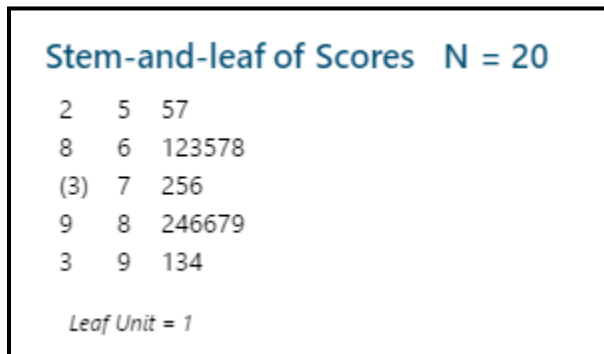 Stem-and-leaf of Scores N = 20
2 5 57
8 6 123578
(3) 7 256
9 8 246679
3 9 134
Leaf Unit = 1